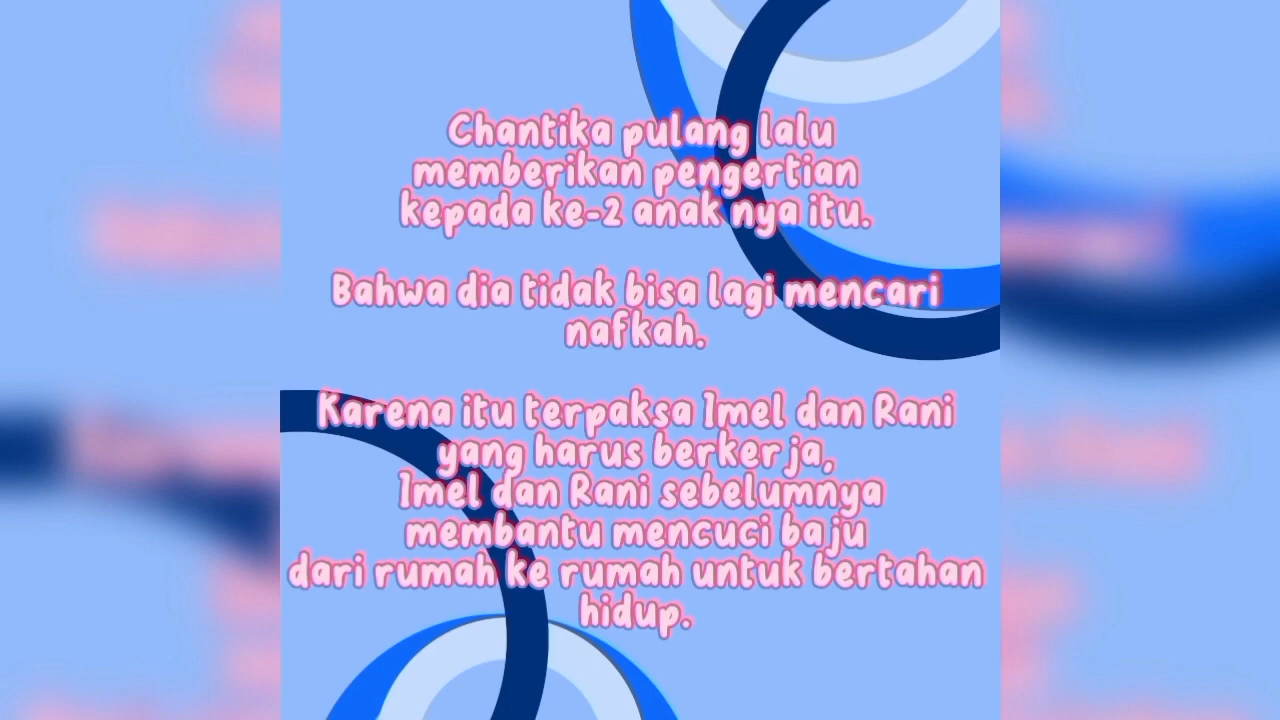 Chantika pulang lalu
memberikan pengertian
kepada ke-2 anak nya itu.
Bahwa dia tidak bisa lagi mencari
nafkah.
Karena itu terpaksa Imel dan Rani
yang harus berkerja,
Imel dan Rani sebelumnya
membantu mencuci baju
dari rumah ke rumah untuk bertahan
hidup.